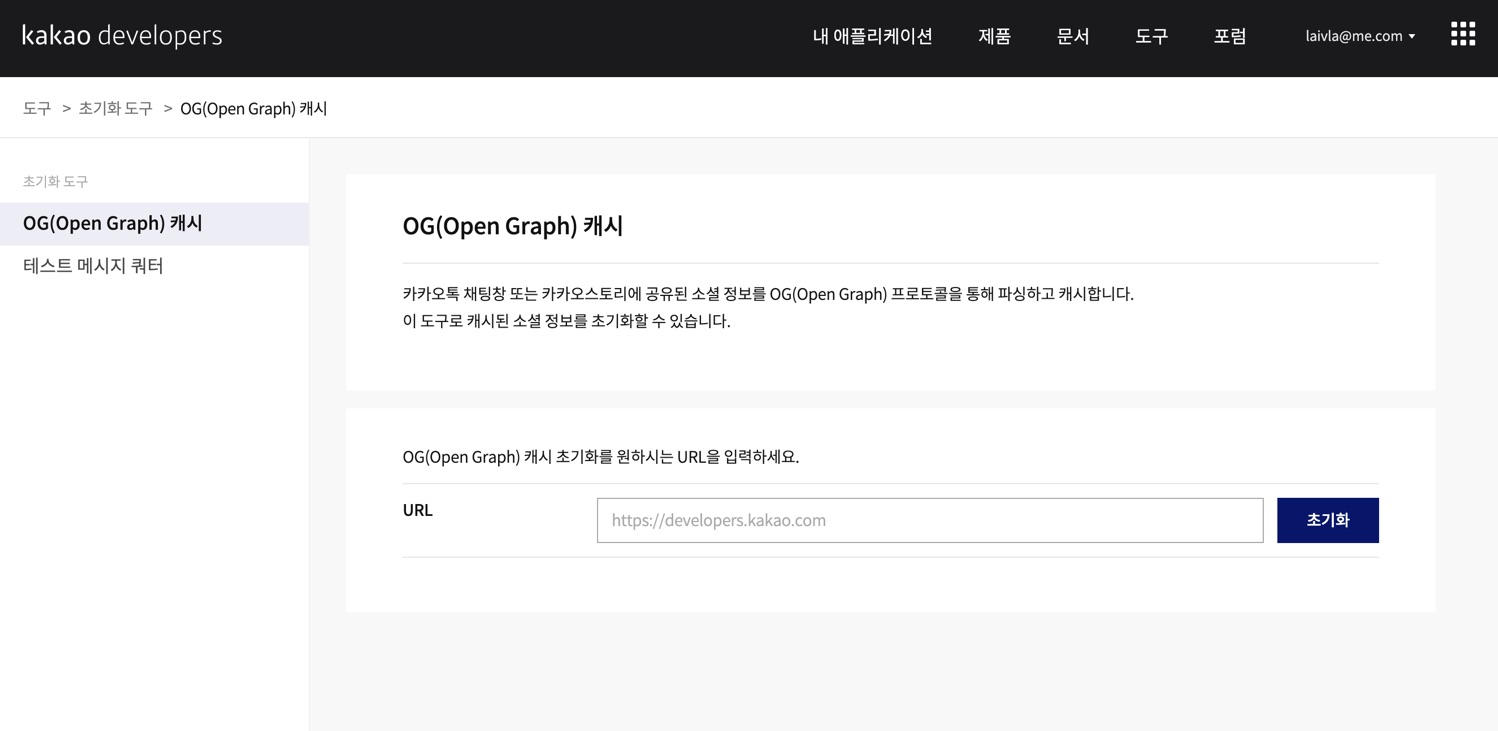 kakao developers
내 애플리케이션 제품 문서 도구 포럼 laivla@me.com
도구 > 초기화 도구 > OG(Open Graph) 캐시
초기화 도구
OG(Open Graph) 캐시
테스트 메시지 쿼터
OG(Open Graph) 캐시
카카오톡 채팅창 또는 카카오스토리에 공유된 소셜 정보를 OG(Open Graph) 프로토콜을 통해 파싱하고 캐시합니다.
이 도구로 캐시된 소셜 정보를 초기화할 수 있습니다.
OG(Open Graph) 캐시 초기화를 원하시는 URL을 입력하세요.
URL
https://developers.kakao.com
초기화